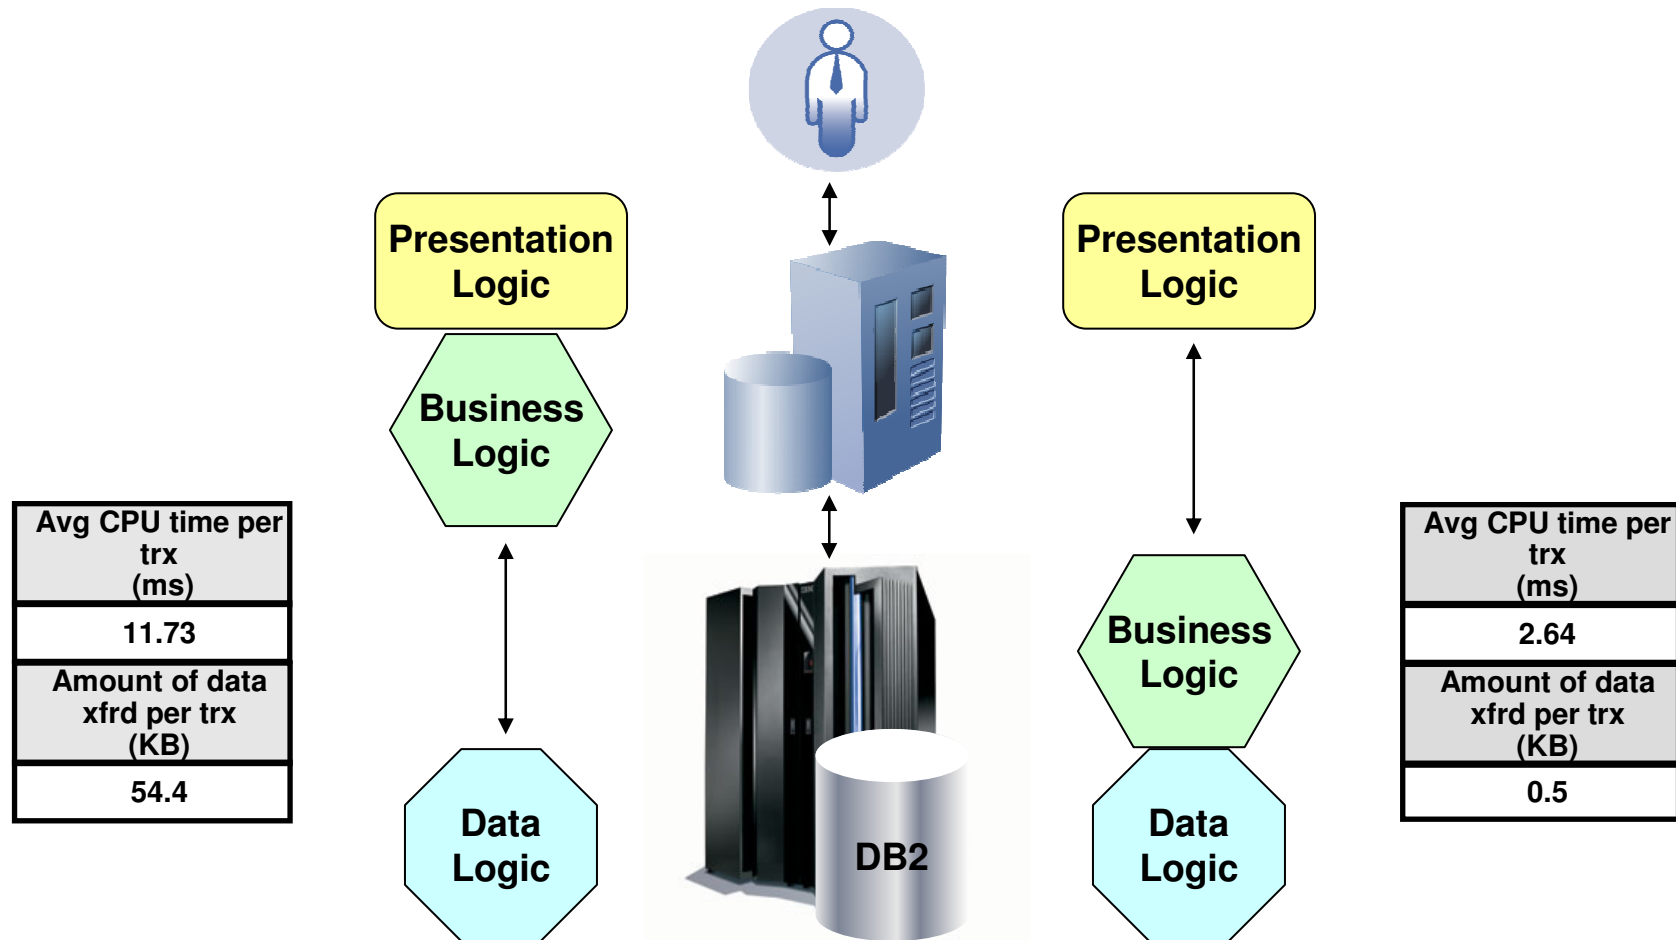 Presentation
Logic
Business
Logic
Data
Logic
Avg CPU time per
trx
(ms)
11.73
Amount of data
xfrd per trx
(KB)
54.4
DB2
Presentation
Logic
Business
Logic
Data
Logic
Avg CPU time per
trx
(ms)
2.64
Amount of data
xfrd per trx
(KB)
0.5